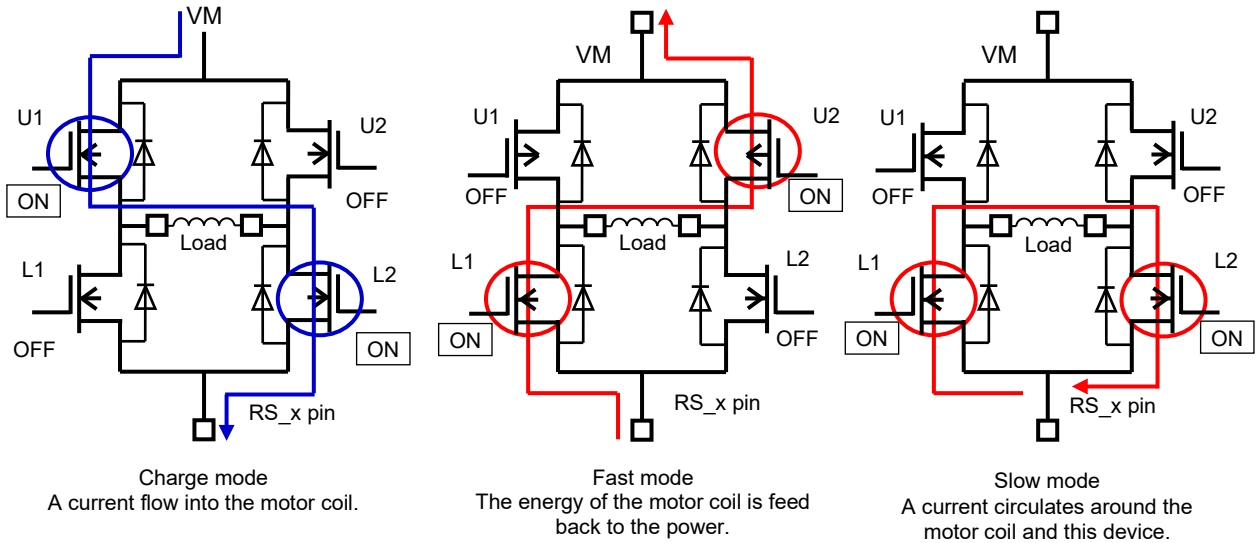 VM
U1
U2
ON
OFF
Load
L1
L2
OFF
ON
RS_x pin
Charge mode
A current flow into the motor coil.
VM
U1
U2
OFF
ON
Load
L1
L2
ON
OFF
RS_x pin
Fast mode
The energy of the motor coil is feed
back to the power.
VM
U1
U2
OFF
OFF
Load
L1
L2
ON
ON
RS_x pin
Slow mode
A current circulates around the
motor coil and this device.